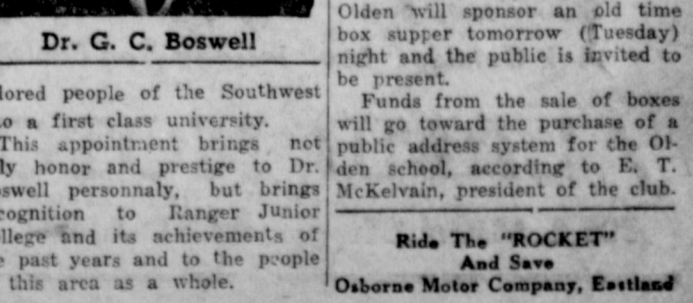 Dr. G. C. Boswell
lored people of the Southwest
to a first class university.
This appointment brings not
ly honor and prestige to Dr.
swell personnaly, but brings
cognition to Ranger Junior
llege and its achievements of
e past years and to the people
this area as a whole.
Olden will sponsor an old time
box supper tomorrow (Tuesday)
night and the public is invited to
be present.
Funds from the sale of boxes
will go toward the purchase of a
public address system for the Ol-
den school, according to E. T.
McKelvain, president of the club.
Ride The "ROCKET"
And Save
Osborne Motor Company, Eastland